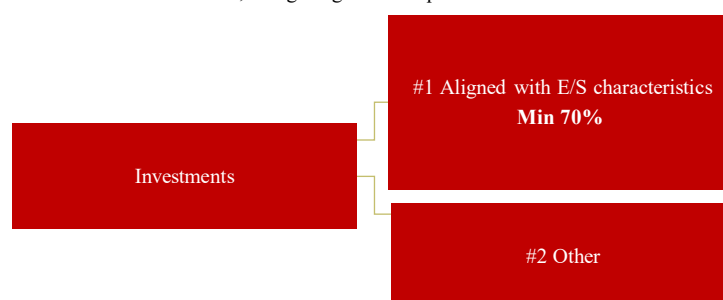 #1 Aligned with E/S characteristics
Min 70%
Investments
#2 Other